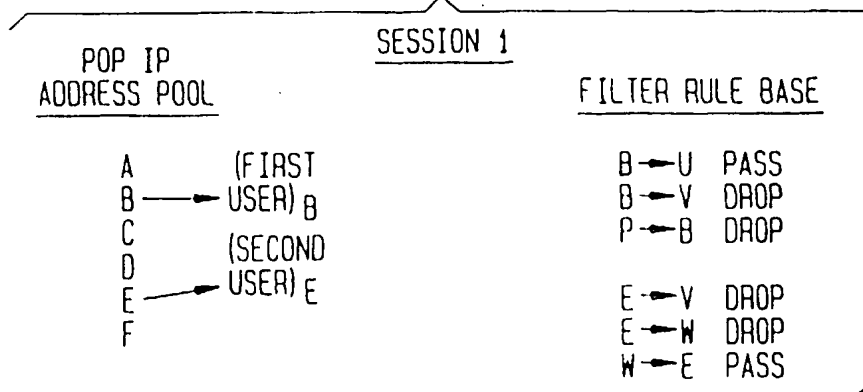 SESSION 1
POP IP
ADDRESS POOL
A
B → (FIRST USER) B
C
D
E → (SECOND USER) E
F
FILTER RULE BASE
B → U PASS
B → V DROP
P → B DROP
E → V DROP
E → W DROP
W → E PASS